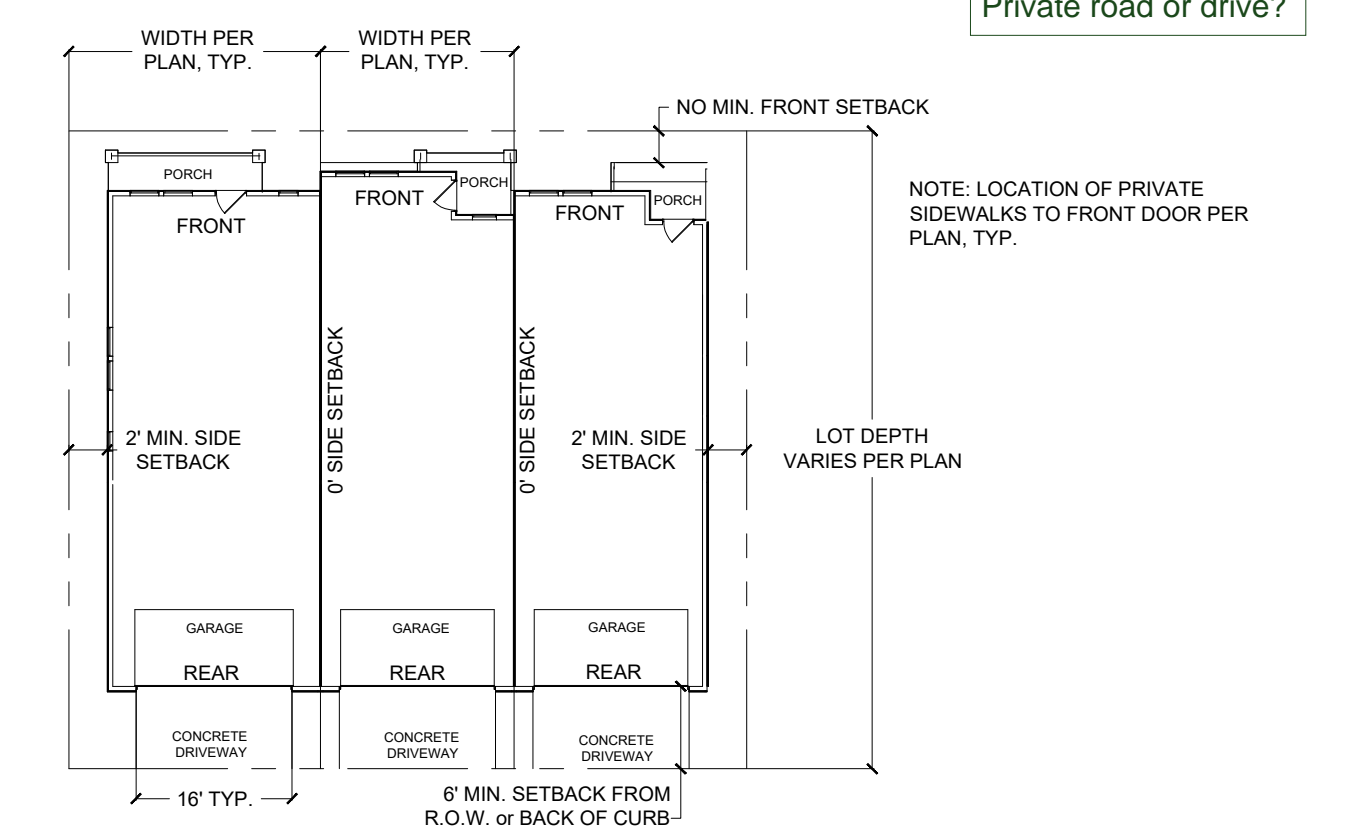 Private road or drive?
WIDTH PER
PLAN, TYP.
WIDTH PER
PLAN, TYP.
NO MIN. FRONT SETBACK
PORCH
FRONT
FRONT
PORCH
FRONT
PORCH
NOTE: LOCATION OF PRIVATE
SIDEWALKS TO FRONT DOOR PER
PLAN, TYP.
0' SIDE SETBACK
0' SIDE SETBACK
2' MIN. SIDE
SETBACK
2' MIN. SIDE
SETBACK
LOT DEPTH
VARIES PER PLAN
GARAGE
REAR
GARAGE
REAR
GARAGE
REAR
CONCRETE
DRIVEWAY
CONCRETE
DRIVEWAY
CONCRETE
DRIVEWAY
16' TYP.
6' MIN. SETBACK FROM
R.O.W. or BACK OF CURB